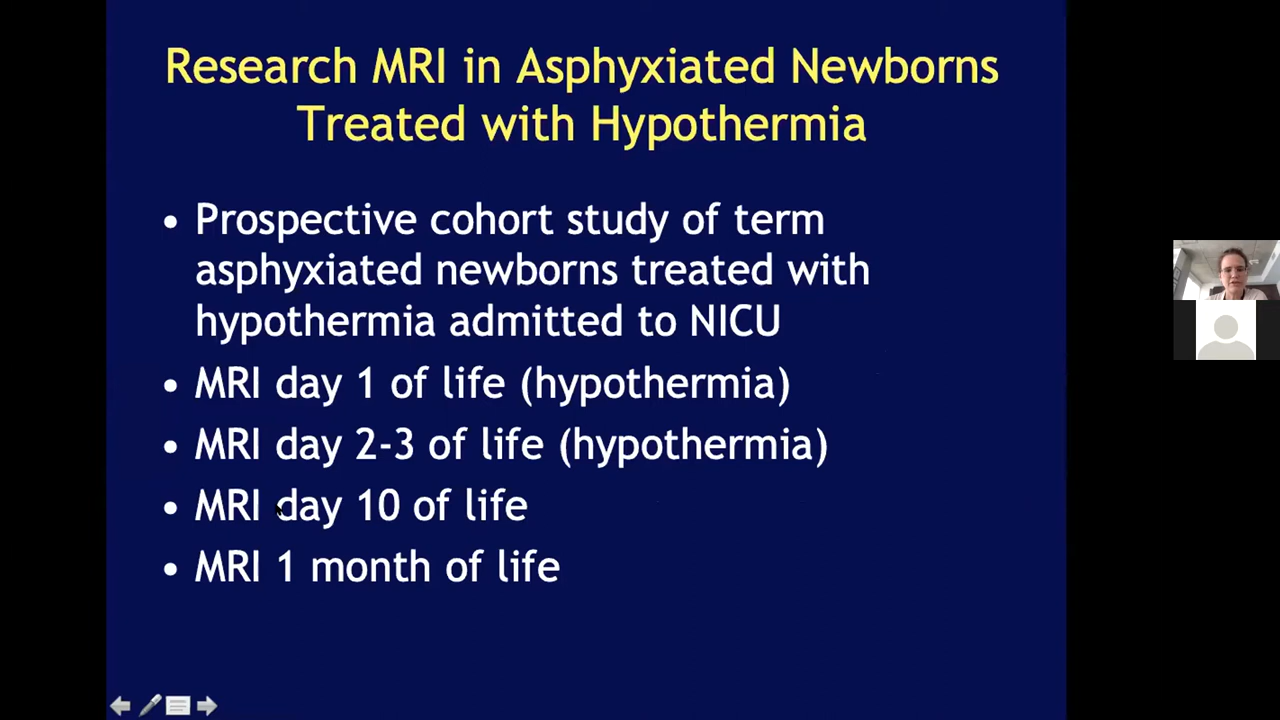 Research MRI in Asphyxiated Newborns
Treated with Hypothermia
• Prospective cohort study of term
asphyxiated newborns treated with
hypothermia admitted to NICU
• MRI day 1 of life (hypothermia)
• MRI day 2-3 of life (hypothermia)
• MRI day 10 of life
• MRI 1 month of life